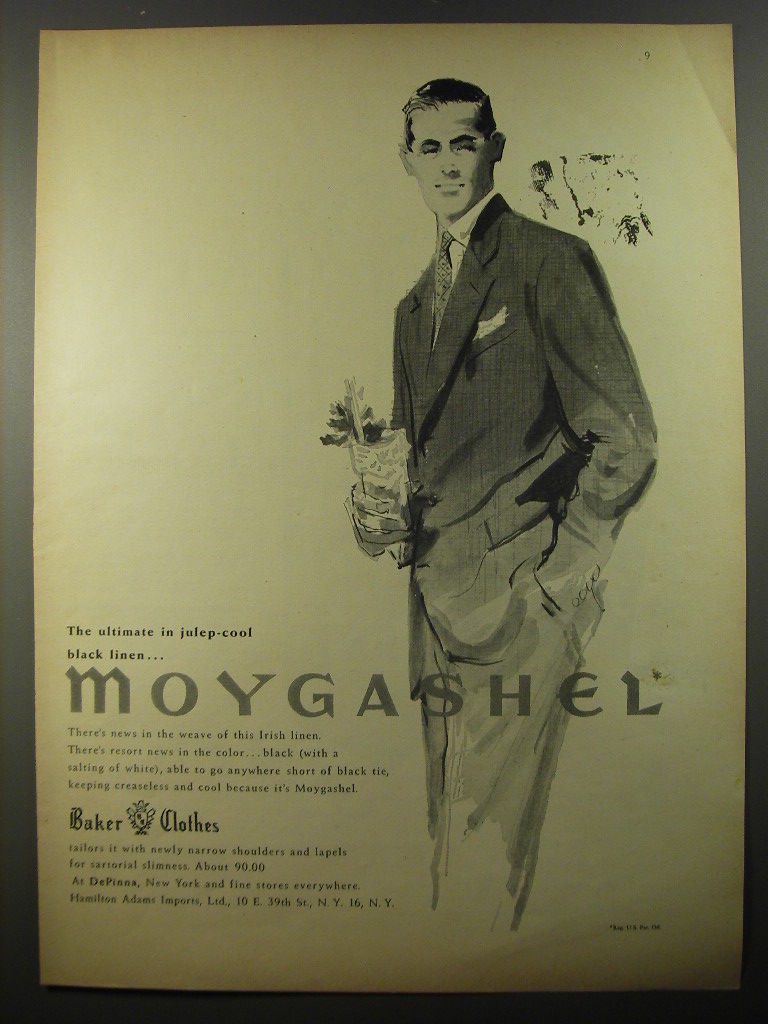 9
The ultimate in julep-cool
black linen...
MOYGASHEL*
There's news in the weave of this Irish linen.
There's resort news in the color...black (with a
salting of white), able to go anywhere short of black tie,
keeping creaseless and cool because it's Moygashel.
Baker Clothes
tailors it with newly narrow shoulders and lapels
for sartorial slimness. About 90.00
At DePinna, New York and fine stores everywhere.
Hamilton Adams Imports, Ltd., 10 E. 39th St., N. Y. 16, N. Y.
*Reg. U.S. Pat. Off.